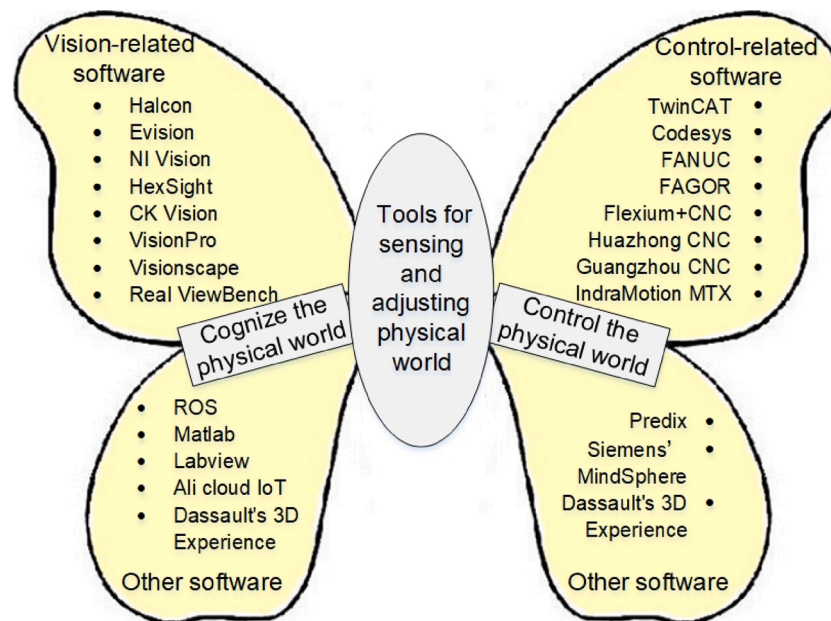 Vision-related
software
• Halcon
• Evision
• NI Vision
• HexSight
• CK Vision
• VisionPro
• Visionscape
• Real ViewBench
Control-related
software
TwinCAT •
Codesys •
FANUC •
FAGOR •
Flexium+CNC •
Huazhong CNC •
Guangzhou CNC •
IndraMotion MTX •
Tools for
sensing
and
adjusting
physical
world
Cognize the
physical world
Control the
physical world
• ROS
• Matlab
• Labview
• Ali cloud IoT
• Dassault's 3D
Experience
Other software
Predix •
Siemens’ •
MindSphere
Dassault's 3D •
Experience
Other software